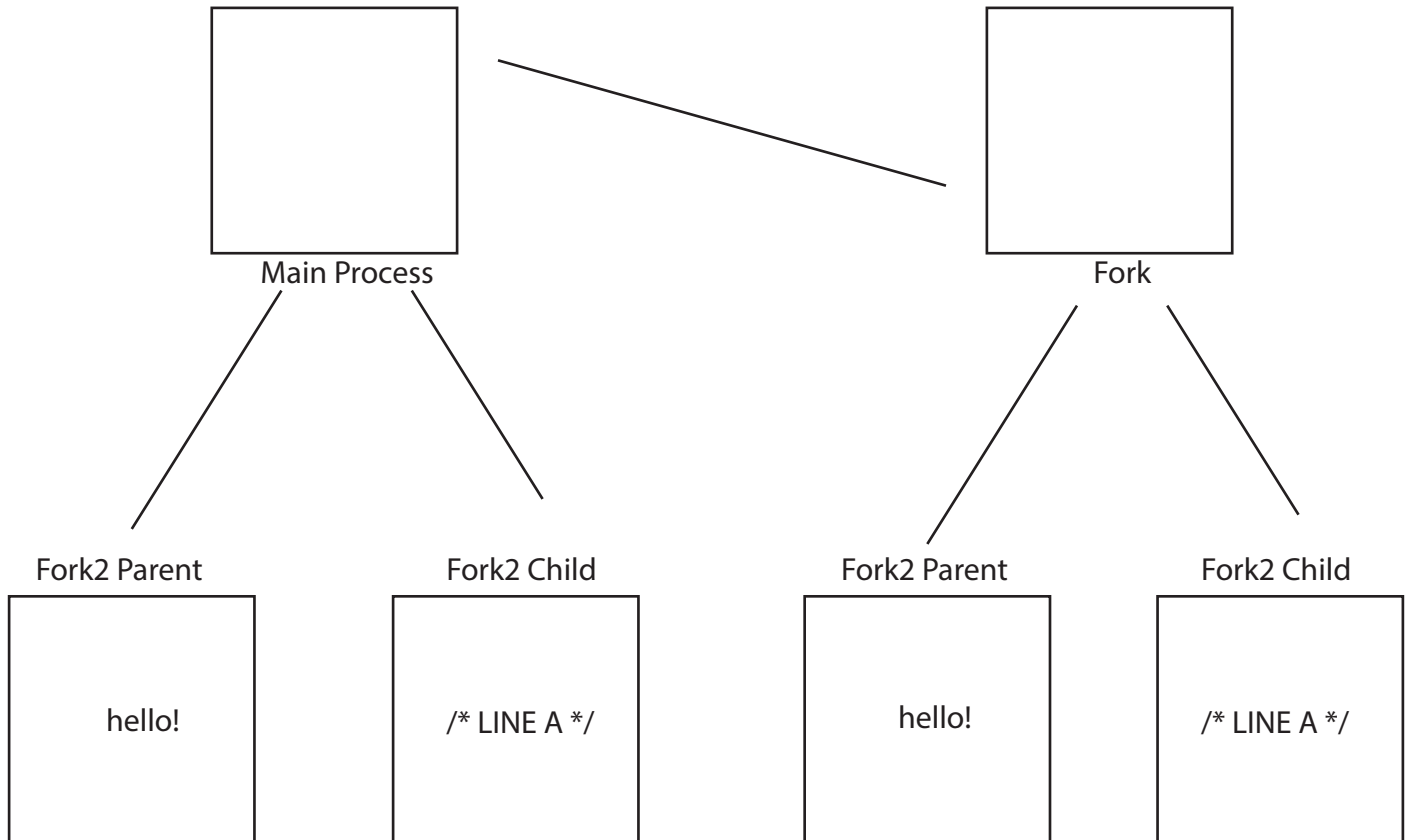 Main Process
Fork
Fork2 Parent
Fork2 Child
Fork2 Parent
Fork2 Child
hello!
/* LINE A */
hello!
/* LINE A */